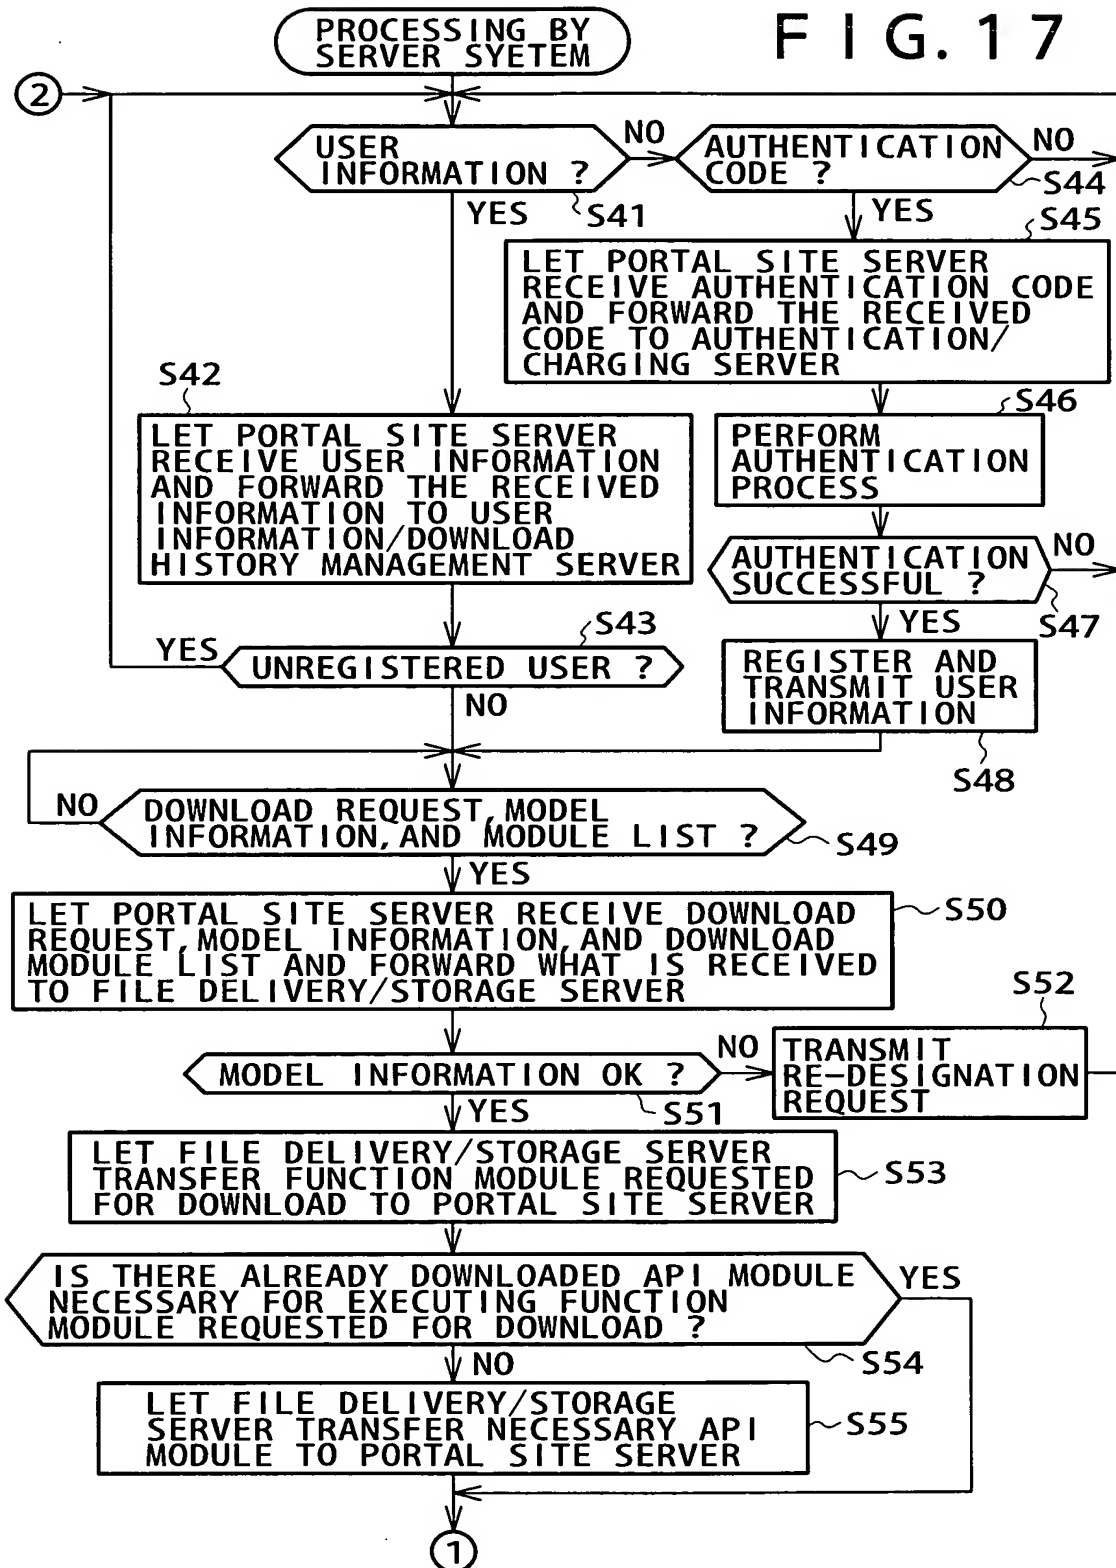 PROCESSING BY
SERVER SYETEM
F I G. 17
2
USER
INFORMATION ?
NO
AUTHENTICATION
CODE ?
NO
S44
YES
S41
YES
S45
LET PORTAL SITE SERVER
RECEIVE AUTHENTICATION CODE
AND FORWARD THE RECEIVED
CODE TO AUTHENTICATION/
CHARGING SERVER
S42
LET PORTAL SITE SERVER
RECEIVE USER INFORMATION
AND FORWARD THE RECEIVED
INFORMATION TO USER
INFORMATION/DOWNLOAD
HISTORY MANAGEMENT SERVER
S46
PERFORM
AUTHENTICATION
PROCESS
AUTHENTICATION
SUCCESSFUL ?
NO
S47
YES
S43
YES
UNREGISTERED USER ?
NO
REGISTER AND
TRANSMIT USER
INFORMATION
S48
NO
DOWNLOAD REQUEST, MODEL
INFORMATION, AND MODULE LIST ?
S49
YES
LET PORTAL SITE SERVER RECEIVE DOWNLOAD
REQUEST, MODEL INFORMATION, AND DOWNLOAD
MODULE LIST AND FORWARD WHAT IS RECEIVED
TO FILE DELIVERY/STORAGE SERVER
S50
S52
MODEL INFORMATION OK ?
NO
TRANSMIT
RE-DESIGNATION
REQUEST
S51
YES
LET FILE DELIVERY/STORAGE SERVER
TRANSFER FUNCTION MODULE REQUESTED
FOR DOWNLOAD TO PORTAL SITE SERVER
S53
IS THERE ALREADY DOWNLOADED API MODULE
NECESSARY FOR EXECUTING FUNCTION
MODULE REQUESTED FOR DOWNLOAD ?
YES
S54
NO
LET FILE DELIVERY/STORAGE
SERVER TRANSFER NECESSARY API
MODULE TO PORTAL SITE SERVER
S55
1